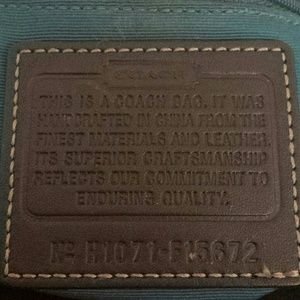 COACH
THIS IS A COACH BAG. IT WAS
HANDCRAFTED IN CHINA FROM THE
FINEST MATERIALS AND LEATHER.
ITS SUPERIOR CRAFTSMANSHIP
REFLECTS OUR COMMITMENT TO
ENDURING QUALITY.
Nº H1071-F15672